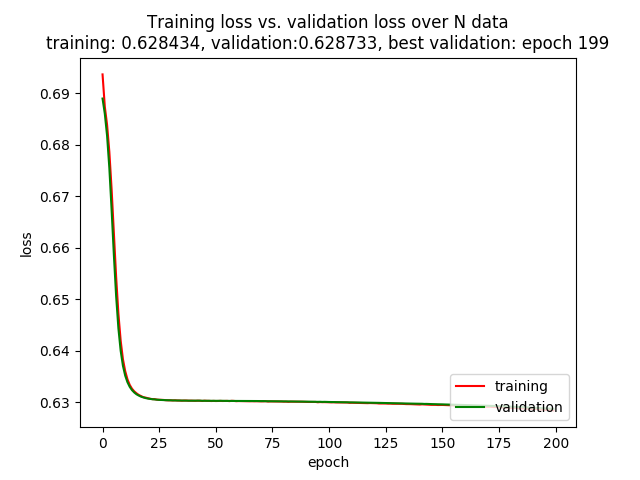 Training loss vs. validation loss over N data
training: 0.628434, validation:0.628733, best validation: epoch 199
0.69
0.68
0.67
0.66
0.65
0.64
0.63
loss
training
validation
0 25 50 75 100 125 150 175 200
epoch